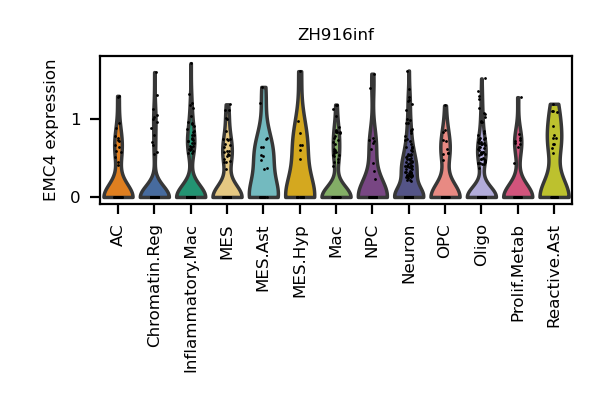 ZH916inf
EMC4 expression
1
0
AC
Chromatin.Reg
Inflammatory.Mac
MES
MES.Ast
MES.Hyp
Mac
NPC
Neuron
OPC
Oligo
Prolif.Metab
Reactive.Ast